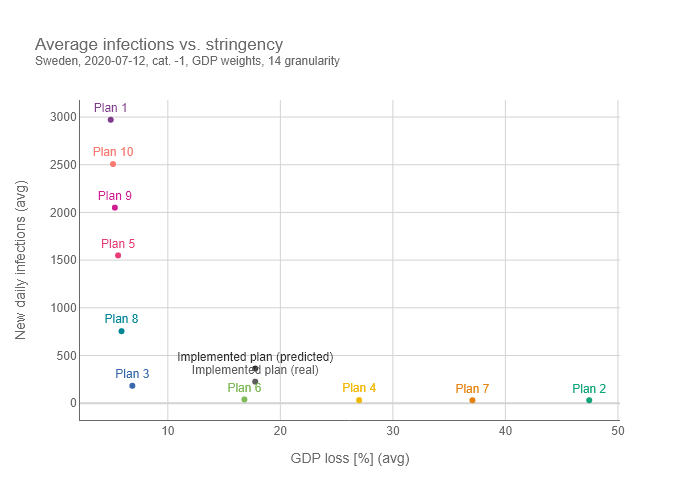 Average infections vs. stringency
Sweden, 2020-07-12, cat. -1, GDP weights, 14 granularity
New daily infections (avg)
3000
2500
2000
1500
1000
500
0
Plan 1
Plan 10
Plan 9
Plan 5
Plan 8
Implemented plan (predicted)
Implemented plan (real)
Plan 3
Plan 6
Plan 4
Plan 7
Plan 2
10
20
30
40
50
GDP loss [%] (avg)